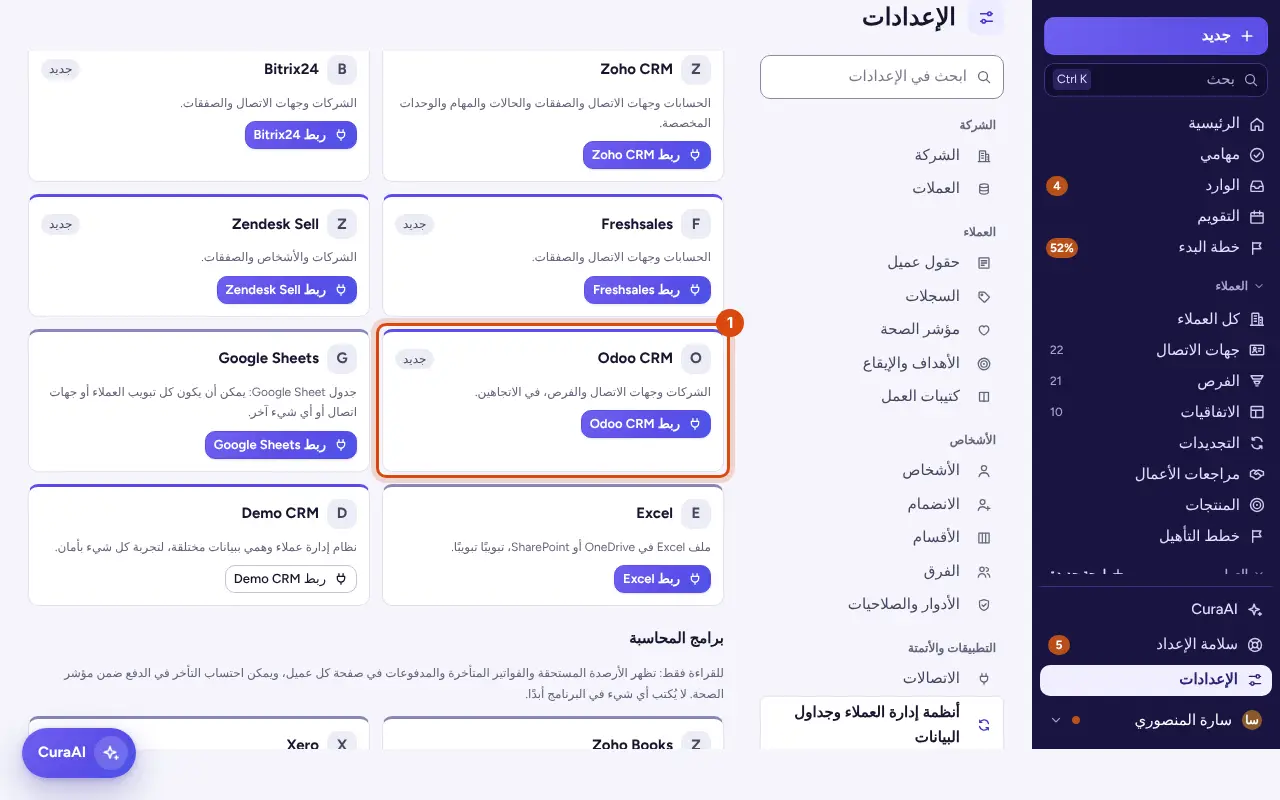 جديد
بحث
Ctrl K
الرئيسية
مهامي
الوارد
4
التقويم
خطة البدء
52%
العملاء
كل العملاء
جهات الاتصال
22
الفرص
21
الاتفاقيات
10
التجديدات
مراجعات الأعمال
المنتجات
خطط التأهيل
CuraAI
سلامة الإعداد
5
الإعدادات
سا
سارة المنصوري
الإعدادات
ابحث في الإعدادات
الشركة
الشركة
العملات
العملاء
حقول عميل
السجلات
مؤشر الصحة
الأهداف والإيقاع
كتيبات العمل
الأشخاص
الأشخاص
الانضمام
الأقسام
الفرق
الأدوار والصلاحيات
التطبيقات والأتمتة
الاتصالات
أنظمة إدارة العملاء وجداول
البيانات
Z
Zoho CRM
الحسابات وجهات الاتصال والصفقات والحالات والمهام والوحدات
المخصصة.
ربط Zoho CRM
B
Bitrix24
جديد
الشركات وجهات الاتصال والصفقات.
ربط Bitrix24
F
Freshsales
جديد
الحسابات وجهات الاتصال والصفقات.
ربط Freshsales
Z
Zendesk Sell
جديد
الشركات والأشخاص والصفقات.
ربط Zendesk Sell
1
O
Odoo CRM
جديد
الشركات وجهات الاتصال والفرص، في الاتجاهين.
ربط Odoo CRM
G
Google Sheets
جدول Google Sheet: يمكن أن يكون كل تبويب العملاء أو جهات
اتصال أو أي شيء آخر.
ربط Google Sheets
E
Excel
ملف Excel في OneDrive أو SharePoint، تبويبًا تبويبًا.
ربط Excel
D
Demo CRM
نظام إدارة عملاء وهمي ببيانات مختلقة، لتجربة كل شيء بأمان.
ربط Demo CRM
برامج المحاسبة
للقراءة فقط: تظهر الأرصدة المستحقة والفواتير المتأخرة والمدفوعات في صفحة كل عميل، ويمكن احتساب التأخر في الدفع ضمن مؤشر
الصحة. لا يُكتب أي شيء في البرنامج أبدًا.
Z
Zoho Books
X
Xero
CuraAI